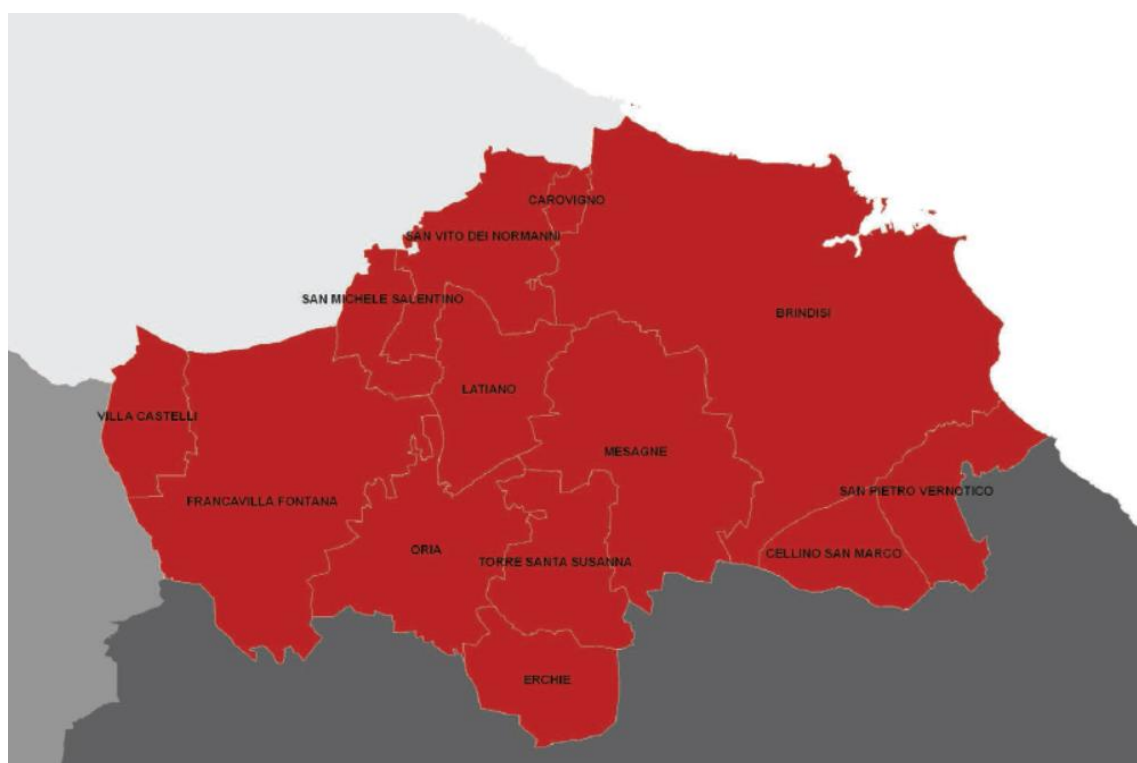 CAROVIGNO
SAN VITO DEI NORMANNI
SAN MICHELE SALENTINO
BRINDISI
LATIANO
VILLA CASTELLI
MESAGNE
FRANCAVILLA FONTANA
SAN PIETRO VERNOTICO
ORIA
CELLINO SAN MARCO
TORRE SANTA SUSANNA
ERCHIE